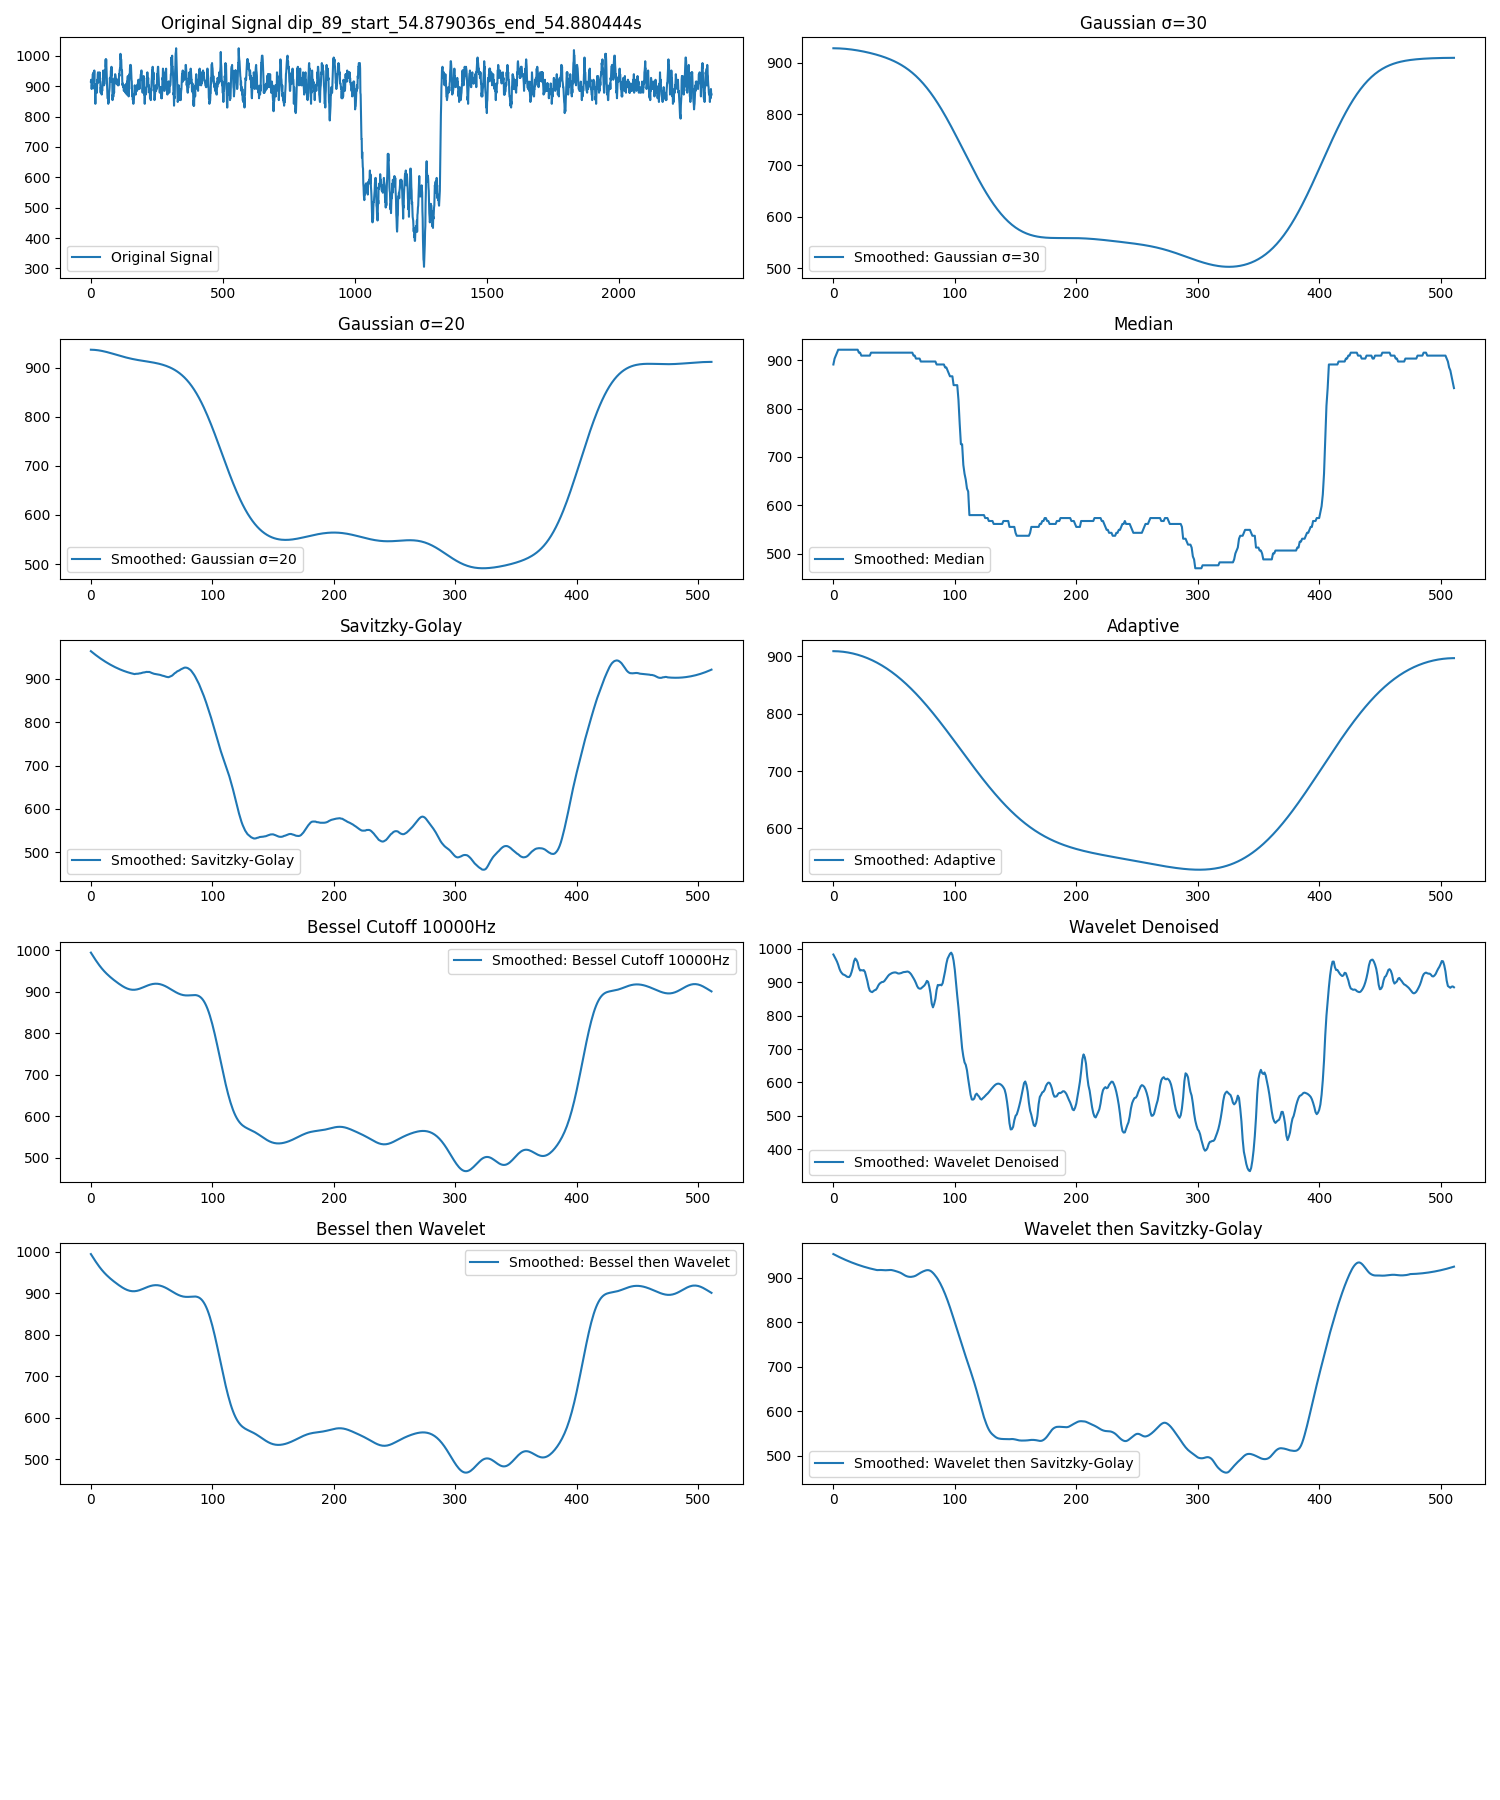 Original Signal dip_89_start_54.879036s_end_54.880444s
1000
900
800
700
600
500
400
300
Original Signal
0 500 1000 1500 2000
Gaussian σ=30
900
800
700
600
500
Smoothed: Gaussian σ=30
0 100 200 300 400 500
Gaussian σ=20
900
800
700
600
500
Smoothed: Gaussian σ=20
0 100 200 300 400 500
Median
900
800
700
600
500
Smoothed: Median
0 100 200 300 400 500
Savitzky-Golay
900
800
700
600
500
Smoothed: Savitzky-Golay
0 100 200 300 400 500
Adaptive
900
800
700
600
Smoothed: Adaptive
0 100 200 300 400 500
Bessel Cutoff 10000Hz
1000
900
800
700
600
500
Smoothed: Bessel Cutoff 10000Hz
0 100 200 300 400 500
Wavelet Denoised
1000
900
800
700
600
500
400
Smoothed: Wavelet Denoised
0 100 200 300 400 500
Bessel then Wavelet
1000
900
800
700
600
500
Smoothed: Bessel then Wavelet
0 100 200 300 400 500
Wavelet then Savitzky-Golay
900
800
700
600
500
Smoothed: Wavelet then Savitzky-Golay
0 100 200 300 400 500